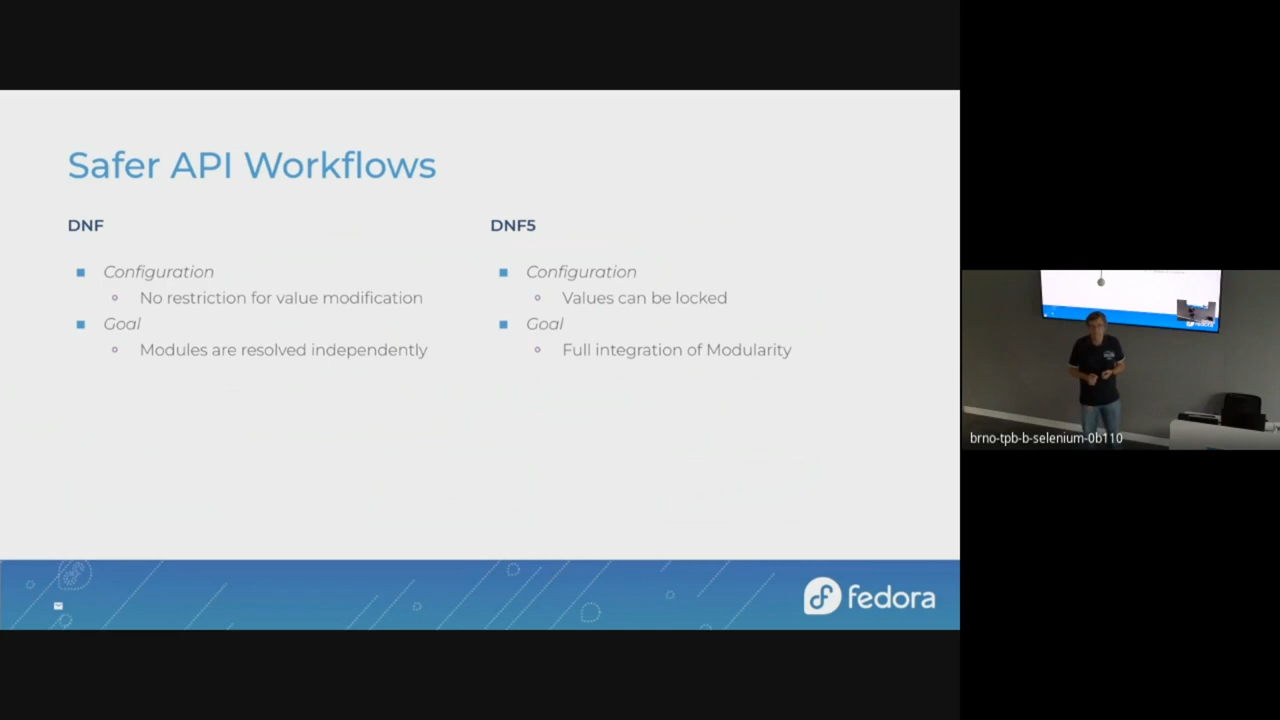 Safer API Workflows
DNF
Configuration
No restriction for value modification
Goal
Modules are resolved independently
DNF5
Configuration
Values can be locked
Goal
Full integration of Modularity
fedora
brno-tpb-b-selenium-0b110